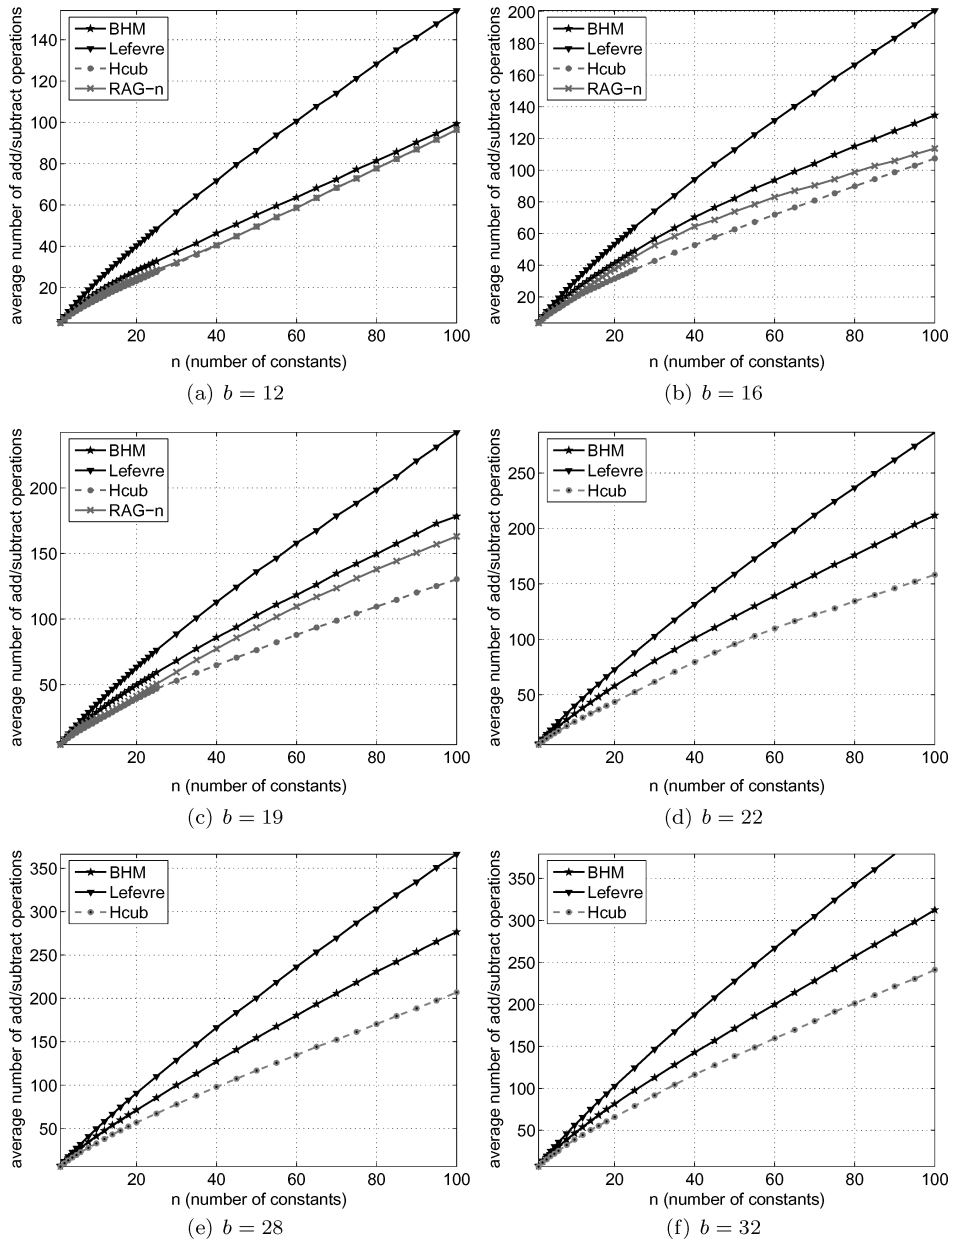 average number of add/subtract operations
140
120
100
80
60
40
20
BHM
Lefevre
Hcub
RAG−n
20 40 60 80 100
n (number of constants)
(a) b = 12
average number of add/subtract operations
200
180
160
140
120
100
80
60
40
20
BHM
Lefevre
Hcub
RAG−n
20 40 60 80 100
n (number of constants)
(b) b = 16
average number of add/subtract operations
200
150
100
50
BHM
Lefevre
Hcub
RAG−n
20 40 60 80 100
n (number of constants)
(c) b = 19
average number of add/subtract operations
250
200
150
100
50
BHM
Lefevre
Hcub
20 40 60 80 100
n (number of constants)
(d) b = 22
average number of add/subtract operations
350
300
250
200
150
100
50
BHM
Lefevre
Hcub
20 40 60 80 100
n (number of constants)
(e) b = 28
average number of add/subtract operations
350
300
250
200
150
100
50
BHM
Lefevre
Hcub
20 40 60 80 100
n (number of constants)
(f) b = 32